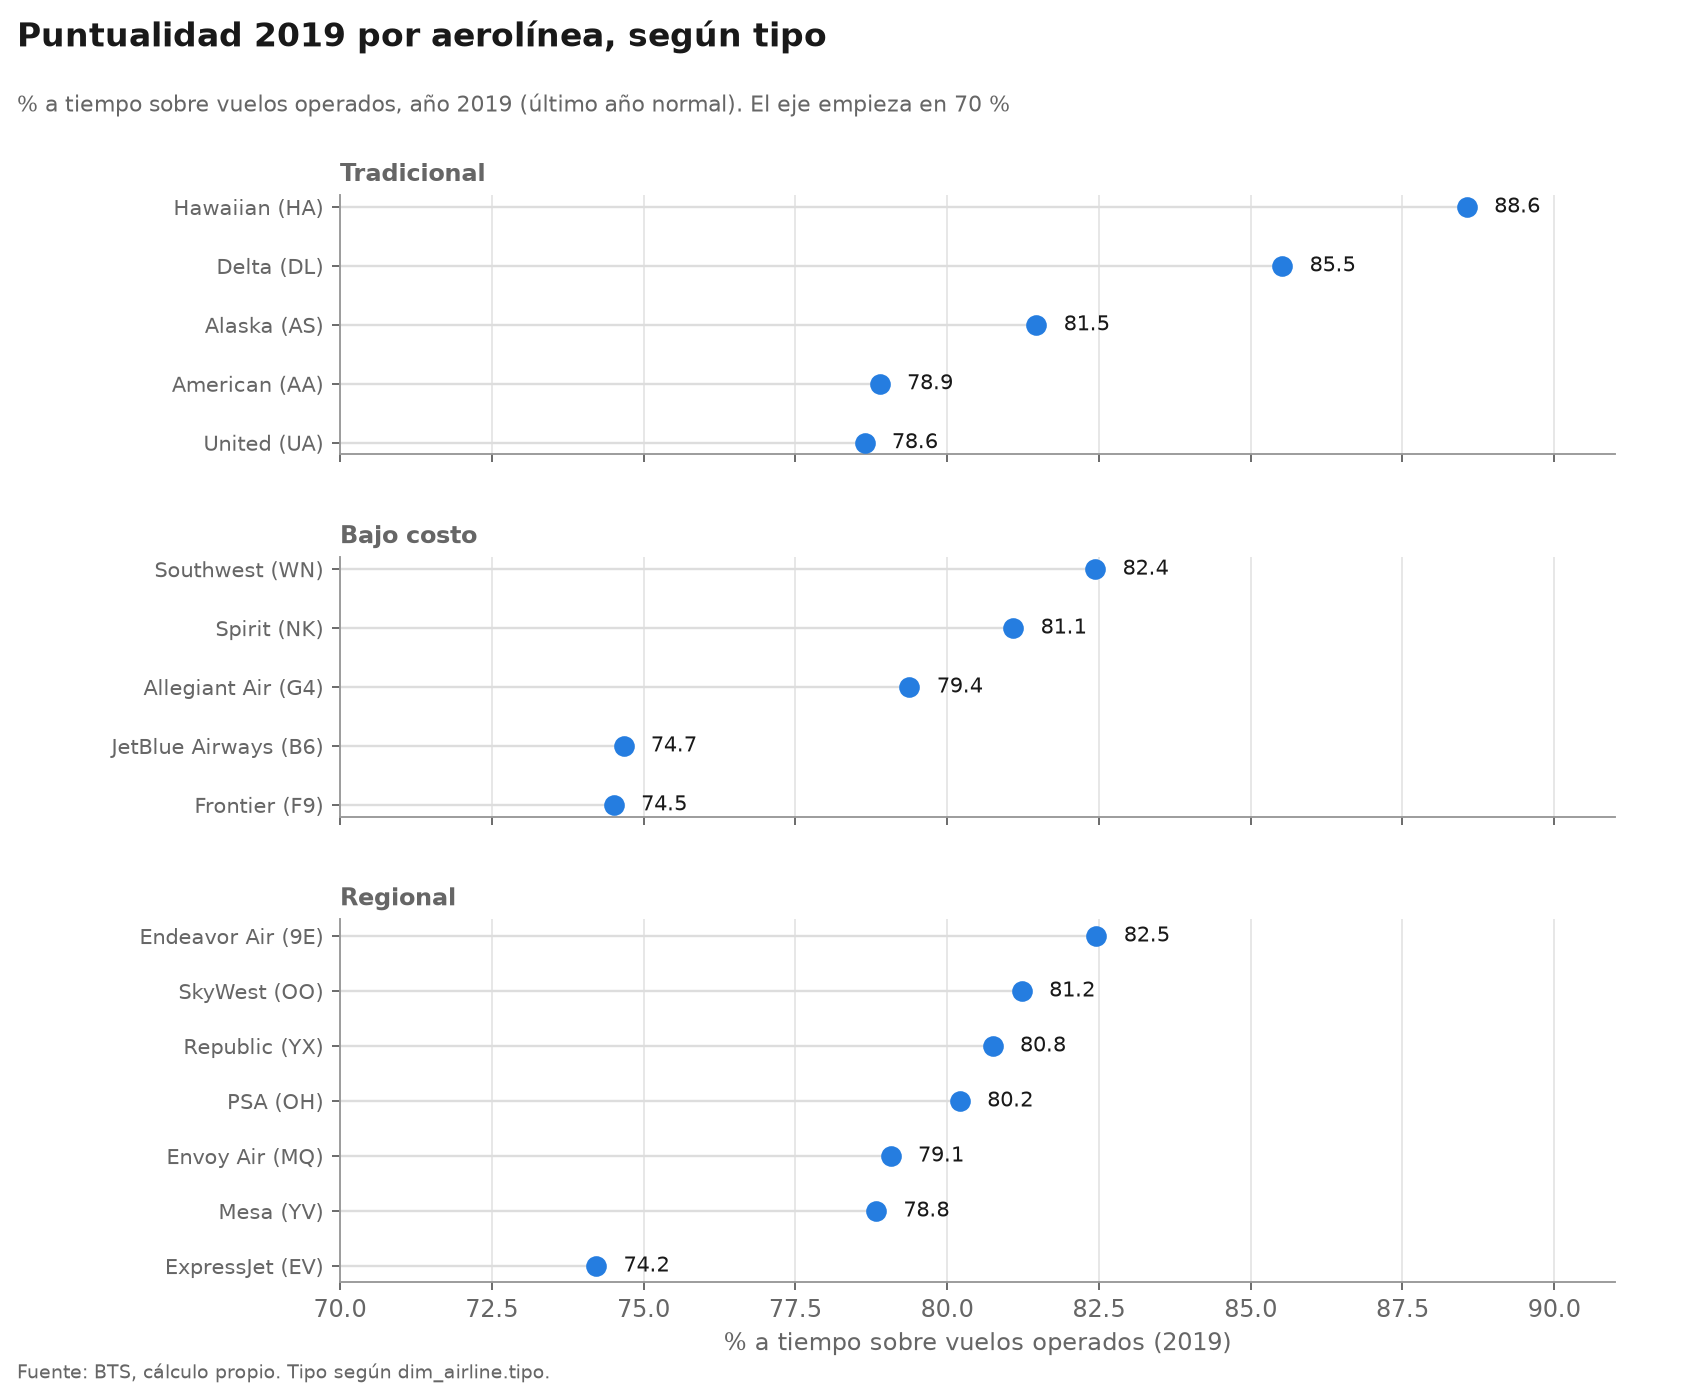 Puntualidad 2019 por aerolínea, según tipo
% a tiempo sobre vuelos operados, año 2019 (último año normal). El eje empieza en 70 %
Tradicional
Hawaiian (HA) 88.6
Delta (DL) 85.5
Alaska (AS) 81.5
American (AA) 78.9
United (UA) 78.6
Bajo costo
Southwest (WN) 82.4
Spirit (NK) 81.1
Allegiant Air (G4) 79.4
JetBlue Airways (B6) 74.7
Frontier (F9) 74.5
Regional
Endeavor Air (9E) 82.5
SkyWest (OO) 81.2
Republic (YX) 80.8
PSA (OH) 80.2
Envoy Air (MQ) 79.1
Mesa (YV) 78.8
ExpressJet (EV) 74.2
70.0 72.5 75.0 77.5 80.0 82.5 85.0 87.5 90.0
% a tiempo sobre vuelos operados (2019)
Fuente: BTS, cálculo propio. Tipo según dim_airline.tipo.